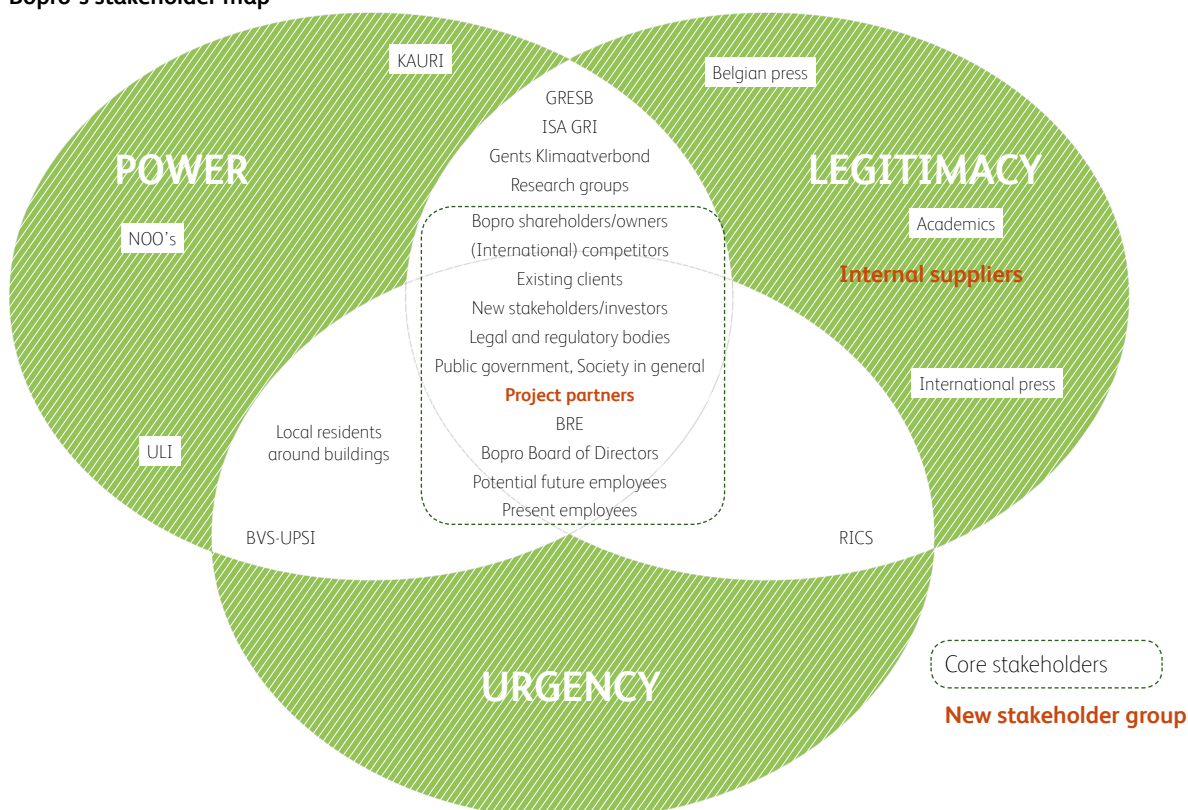 Bopro's stakeholder map
KAURI
Belgian press
GRESB
ISA GRI
Gents Klimaatverbond
Research groups
POWER
LEGITIMACY
NOO's
Academics
Internal suppliers
Bopro shareholders/owners
(International) competitors
Existing clients
New stakeholders/investors
Legal and regulatory bodies
Public government, Society in general
Project partners
BRE
Bopro Board of Directors
Potential future employees
Present employees
International press
Local residents
around buildings
ULI
BVS-UPSI
RICS
URGENCY
Core stakeholders
New stakeholder group